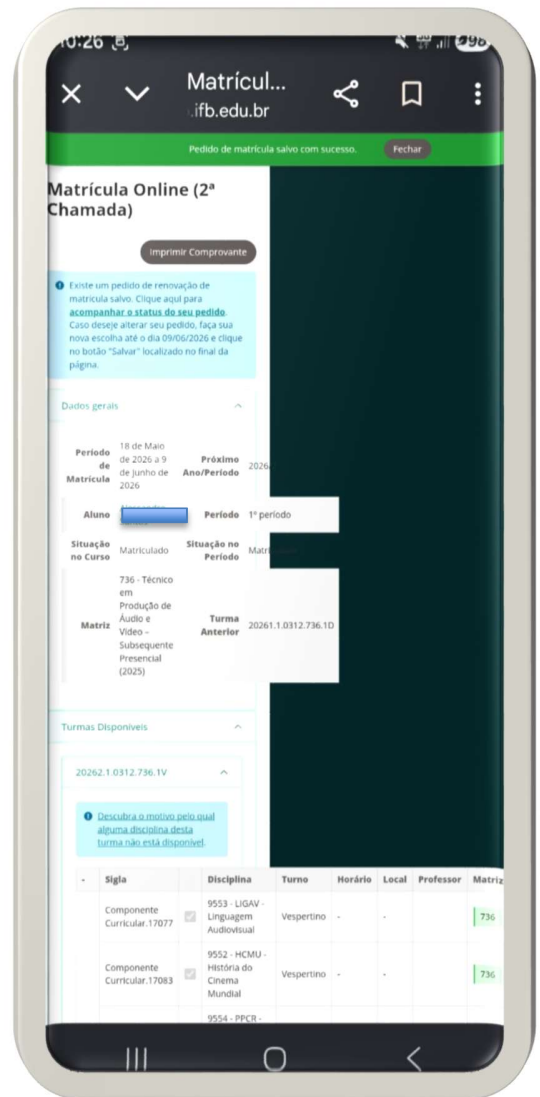 10:26
98
Matrícul...
.ifb.edu.br
Pedido de matrícula salvo com sucesso.
Fechar
Matrícula Online (2ª
Chamada)
Imprimir Comprovante
Existe um pedido de renovação de
matrícula salvo. Clique aqui para
acompanhar o status do seu pedido.
Caso deseje alterar seu pedido, faça sua
nova escolha até o dia 09/06/2026 e clique
no botão "Salvar" localizado no final da
página.
Dados gerais
Período de Matrícula
18 de Maio de 2026 a 9 de Junho de 2026
Próximo Ano/Período
2026
Aluno
Período
1º período
Situação no Curso
Matriculado
Situação no Período
Matri
Matriz
736 - Técnico
em
Produção de
Áudio e
Vídeo -
Subsequente
Presencial
(2025)
Turma Anterior
20261.1.0312.736.1D
Turmas Disponíveis
20262.1.0312.736.1V
Descubra o motivo pelo qual
alguma disciplina desta
turma não está disponível.
- Sigla Disciplina Turno Horário Local Professor Matriz
Componente Curricular.17077
9553 - LIGAV - Linguagem Audiovisual
Vespertino - -
736
Componente Curricular.17083
9552 - HCMU - História do Cinema Mundial
Vespertino - -
736
9554 - PPCR -